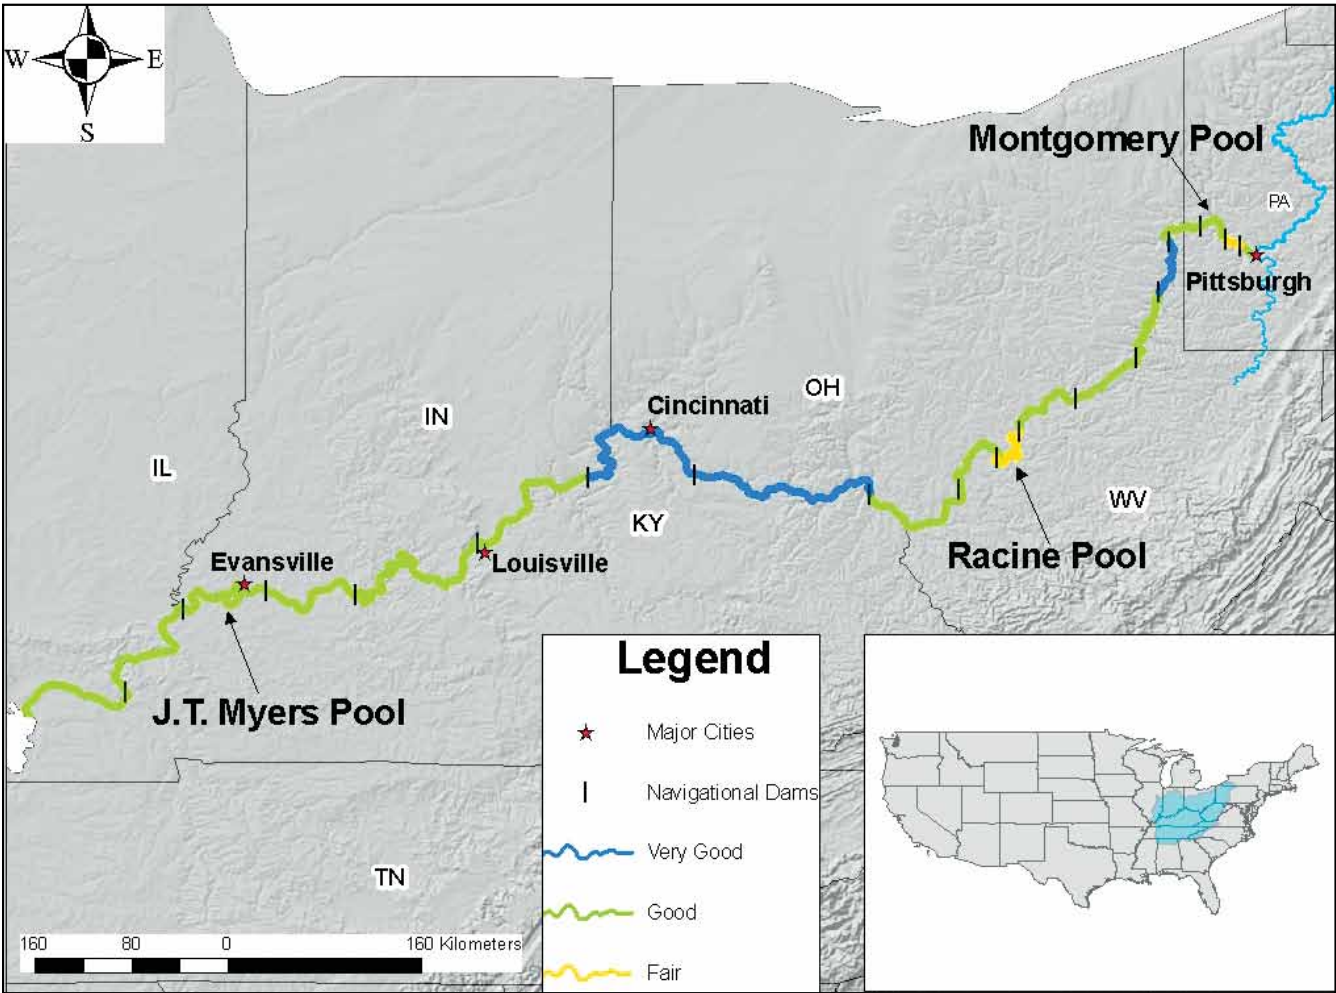 W E
S
Montgomery Pool
PA
Pittsburgh
OH
Cincinnati
IN
IL
KY
WV
Racine Pool
Evansville
Louisville
J.T. Myers Pool
Legend
Major Cities
Navigational Dams
Very Good
Good
Fair
TN
160 80 0 160 Kilometers